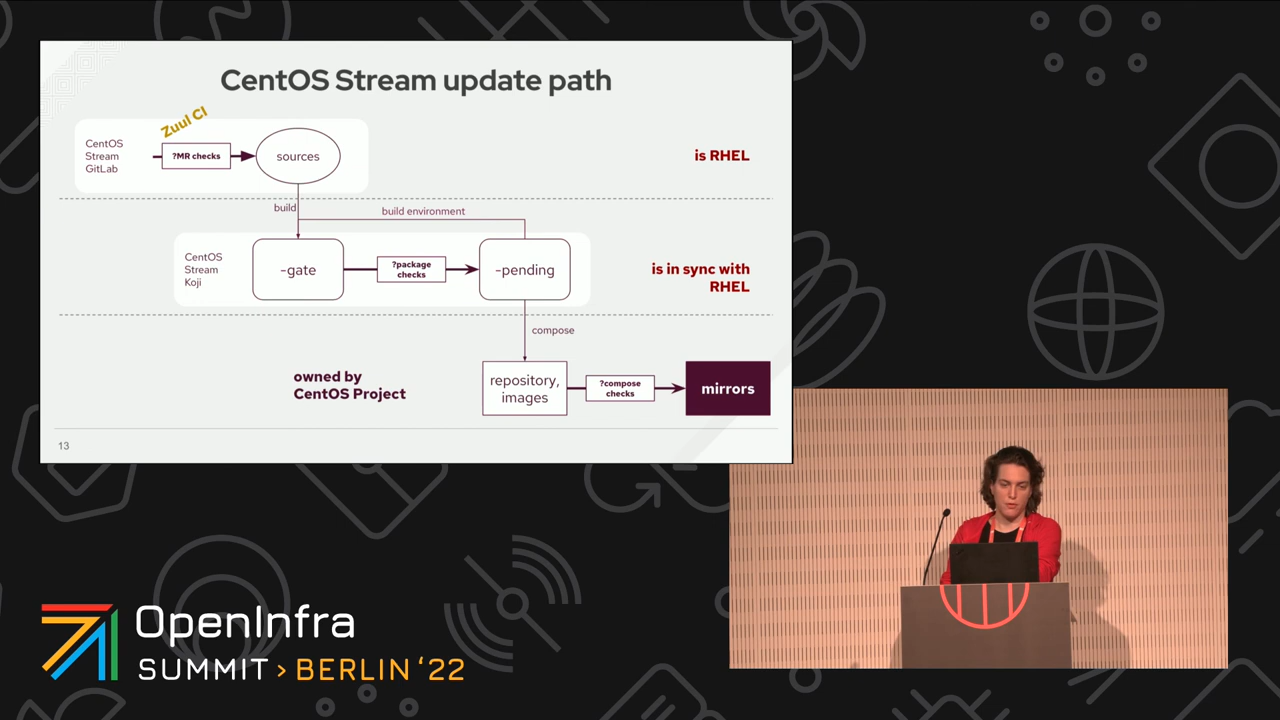 CentOS Stream update path
Zuul CI
CentOS
Stream
GitLab
?MR checks
sources
is RHEL
build
build environment
CentOS
Stream
Koji
-gate
?package
checks
-pending
is in sync with
RHEL
compose
owned by
CentOS Project
repository,
images
?compose
checks
mirrors
13
OpenInfra
SUMMIT > BERLIN ‘22